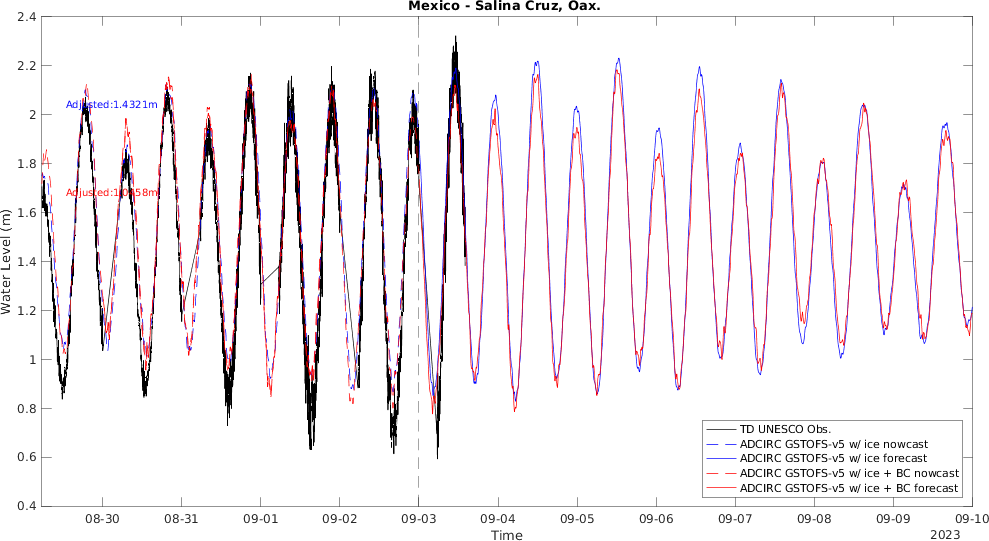 Mexico - Salina Cruz, Oax.
2.4
2.2
2
1.8
1.6
1.4
1.2
1
0.8
0.6
0.4
Water Level (m)
Adjusted:1.4321m
TD UNESCO Obs.
ADCIRC GSTOFS-v5 w/ ice nowcast
ADCIRC GSTOFS-v5 w/ ice forecast
ADCIRC GSTOFS-v5 w/ ice + BC nowcast
ADCIRC GSTOFS-v5 w/ ice + BC forecast
08-30 08-31 09-01 09-02 09-03 09-04 09-05 09-06 09-07 09-08 09-09 09-10
Time
2023